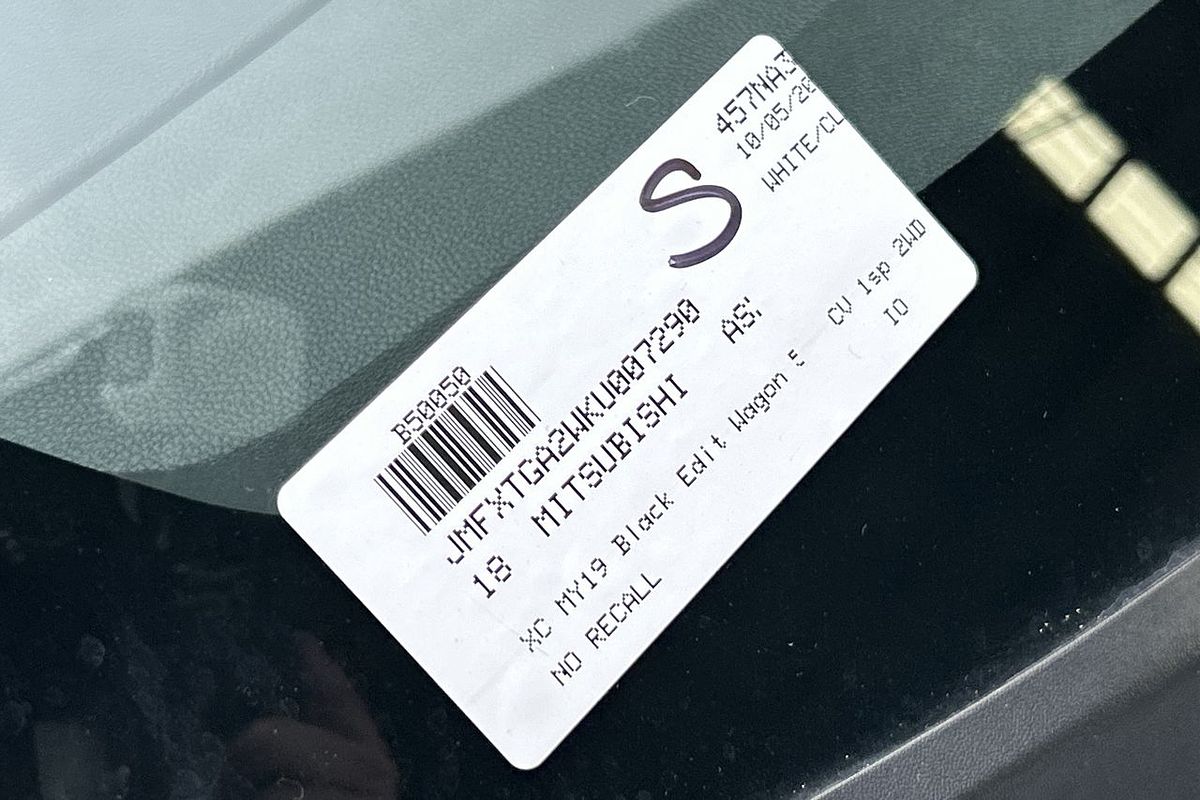 B50050
S
457NA3
10/05/20
WHITE/CL
JMFXTGA2WKU007290
18 MITSUBISHI AS
XC MY19 Black Edit Wagon 5 CV 1sp 2WD
NO RECALL IO